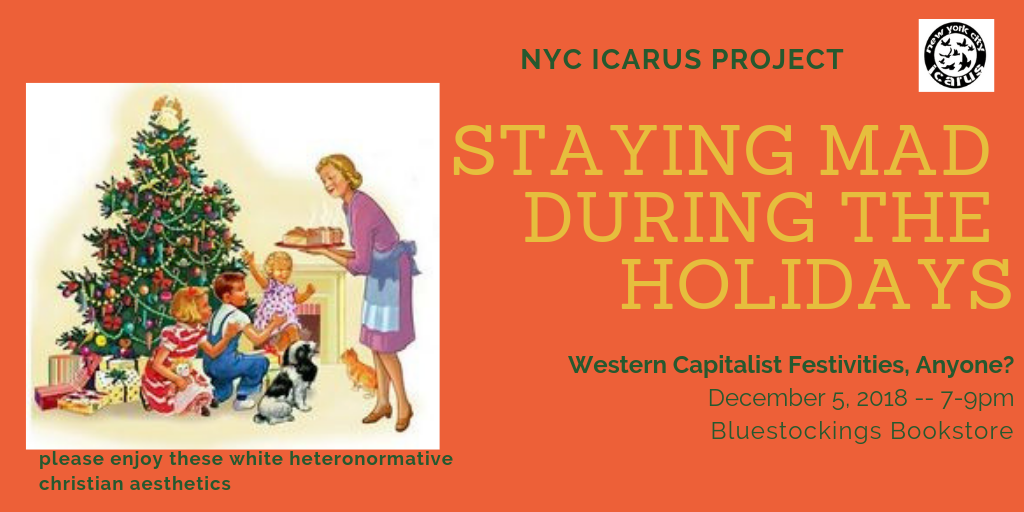 NYC ICARUS PROJECT
new york city
icarus
STAYING MAD
DURING THE
HOLIDAYS
Western Capitalist Festivities, Anyone?
December 5, 2018 -- 7-9pm
Bluestockings Bookstore
please enjoy these white heteronormative
christian aesthetics